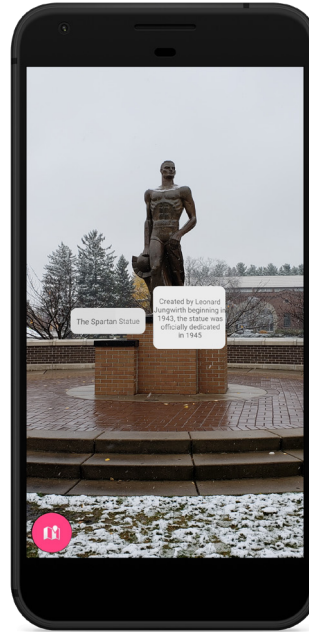 The Spartan Statue
Created by Leonard
Jungwirth beginning in
1943, the statue was
officially dedicated
in 1945